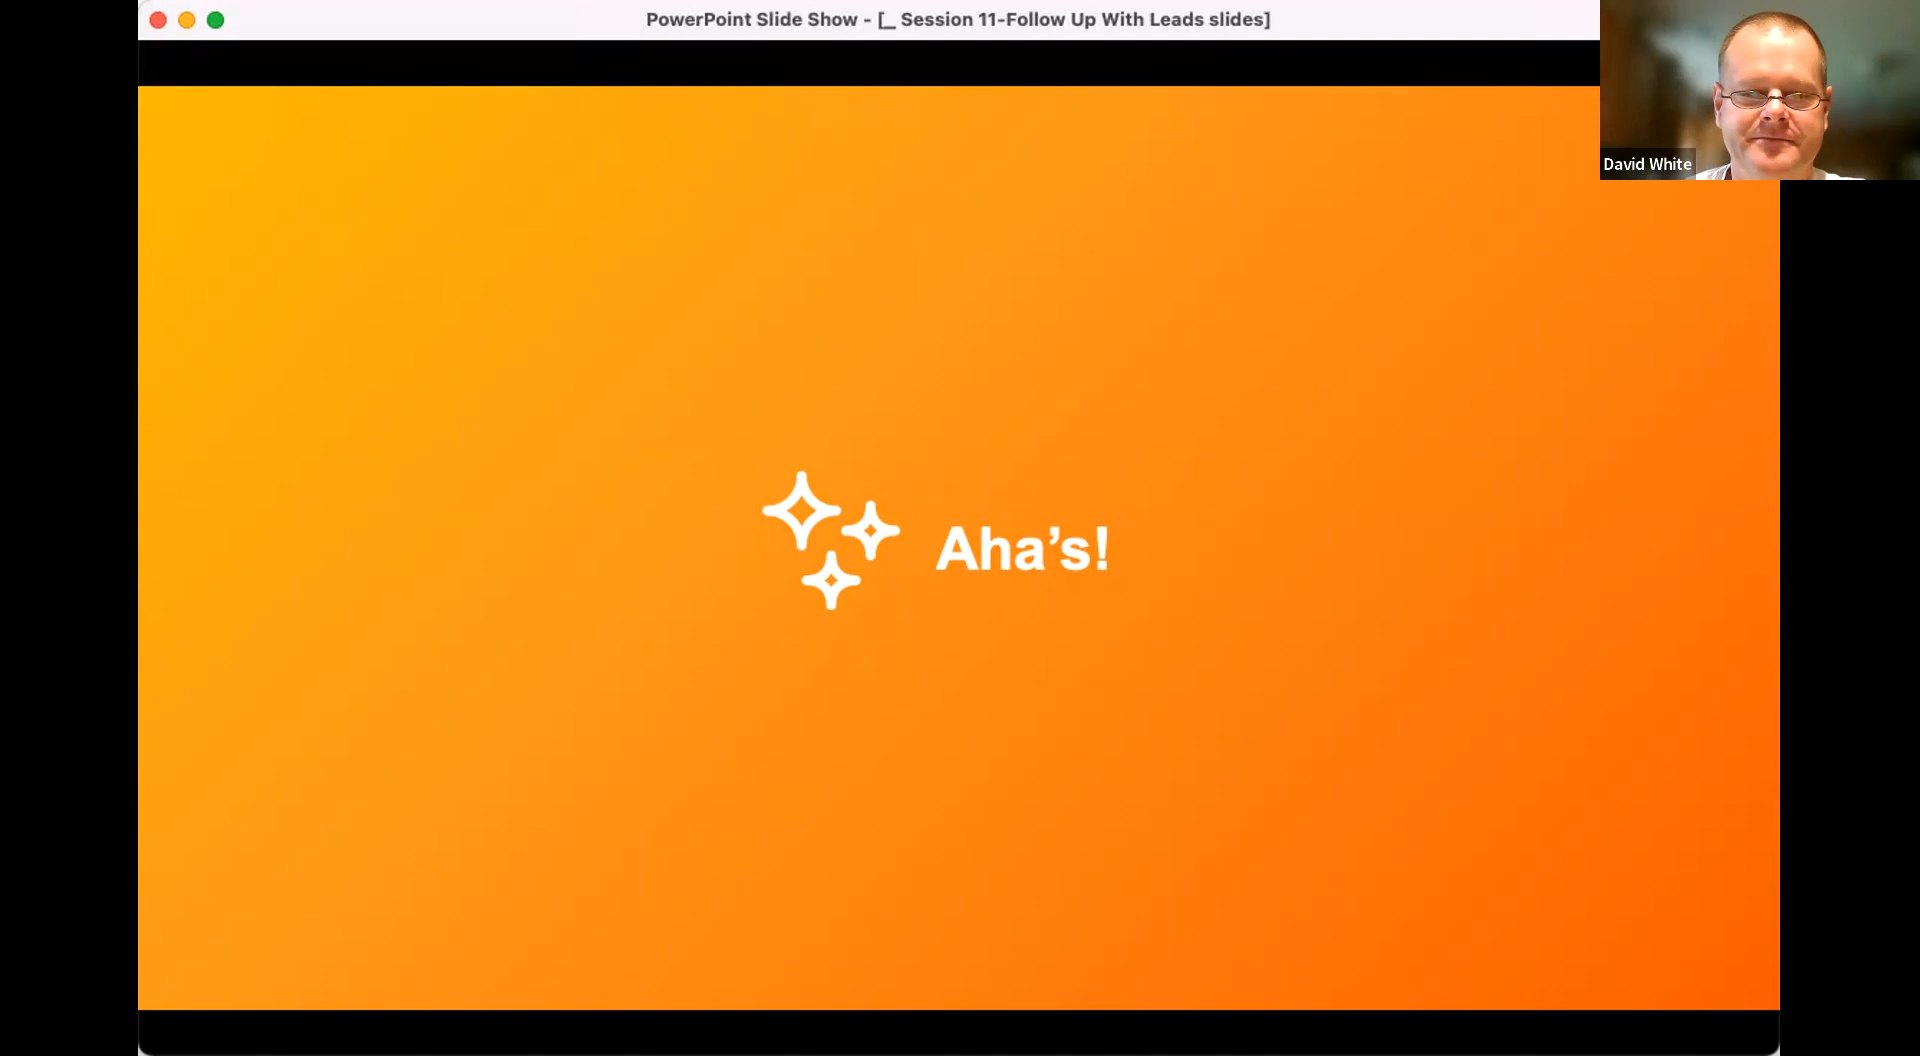 PowerPoint Slide Show - [_ Session 11-Follow Up With Leads slides]
David White
Aha’s!